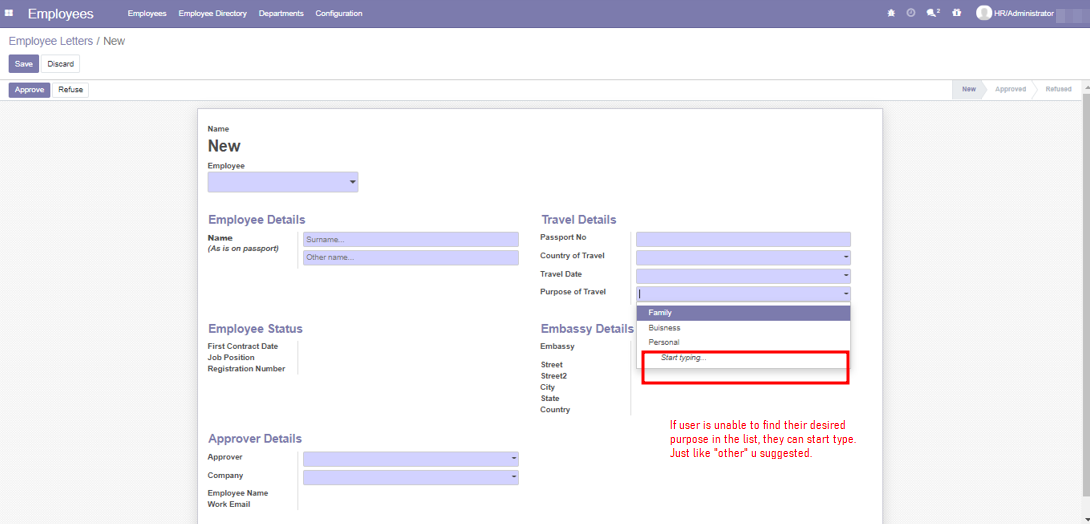 Employees Employees Employee Directory Departments Configuration 2 HR/Administrator
Employee Letters / New
Save Discard
Approve Refuse New Approved Refused
Name
New
Employee
Employee Details Travel Details
Name Surname... Passport No
(As is on passport) Other name... Country of Travel
Travel Date
Purpose of Travel
Family
Employee Status Embassy Details Buisness
First Contract Date Embassy Personal
Job Position Street Start typing...
Registration Number Street2
City
State
Country
If user is unable to find their desired
purpose in the list, they can start type.
Just like "other" u suggested.
Approver Details
Approver
Company
Employee Name
Work Email